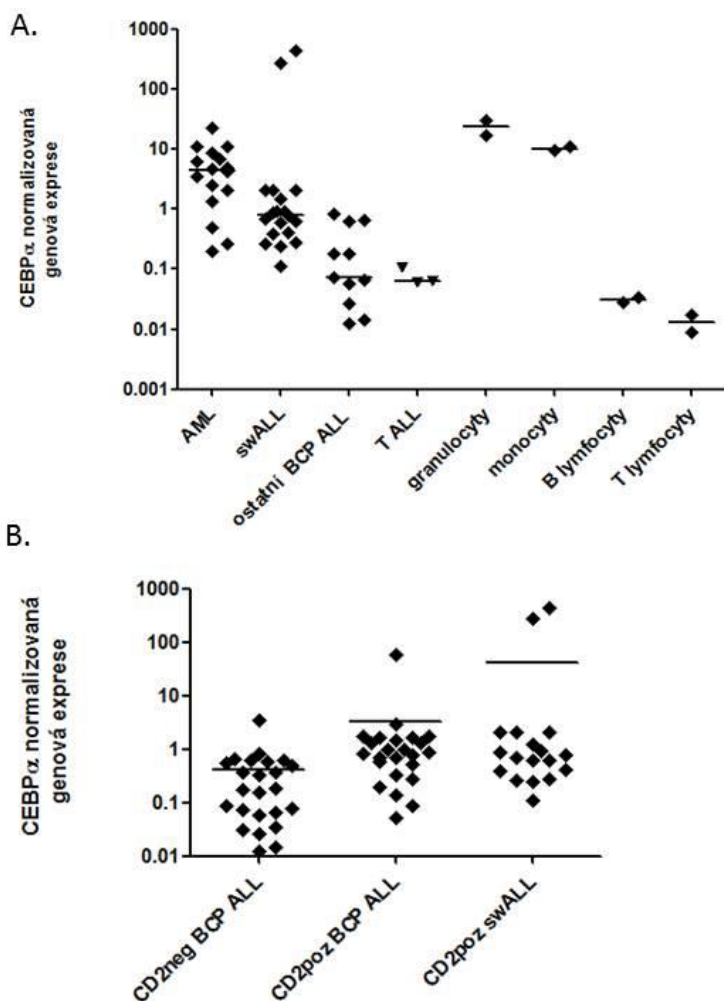 A.
CEBPα normalizovaná
genová exprese
1000
100
10
1
0.1
0.01
0.001
AML
swALL
ostatní BCP ALL
T ALL
granulocyty
monocyty
B lymfocyty
T lymfocyty
B.
CEBPα normalizovaná
genová exprese
1000
100
10
1
0.1
0.01
CD2neg BCP ALL
CD2poz BCP ALL
CD2poz swALL